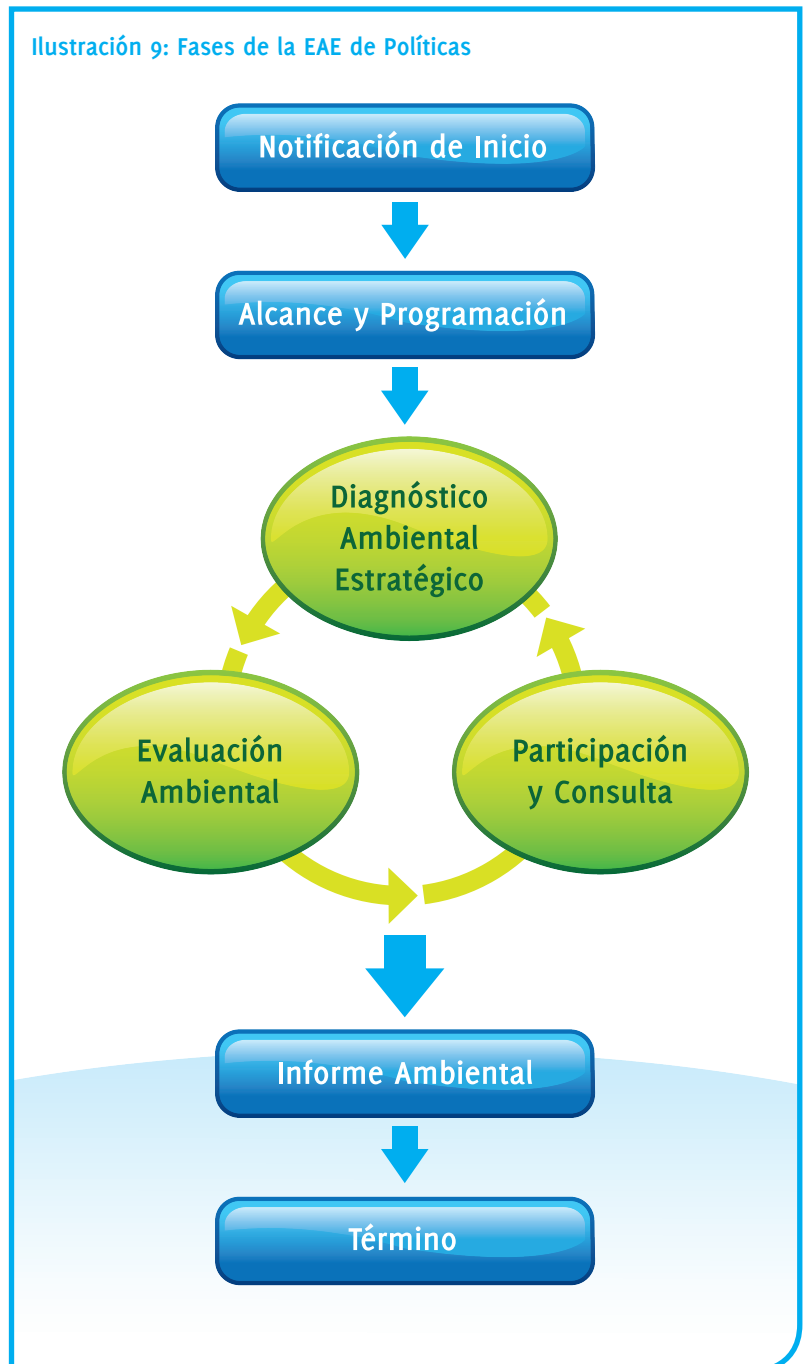 Ilustración 9: Fases de la EAE de Políticas
Notificación de Inicio
Alcance y Programación
Diagnóstico
Ambiental
Estratégico
Evaluación
Ambiental
Participación
y Consulta
Informe Ambiental
Término